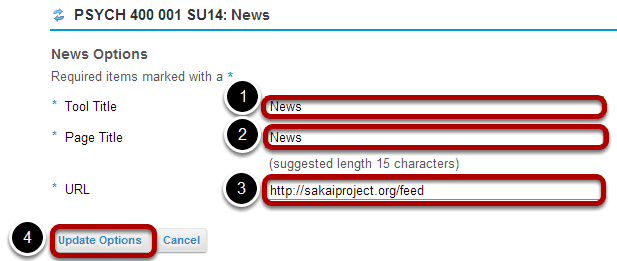 PSYCH 400 001 SU14: News
News Options
Required items marked with a *
1
* Tool Title News
2
* Page Title News
(suggested length 15 characters)
3
* URL http://sakaiproject.org/feed
4
Update Options Cancel